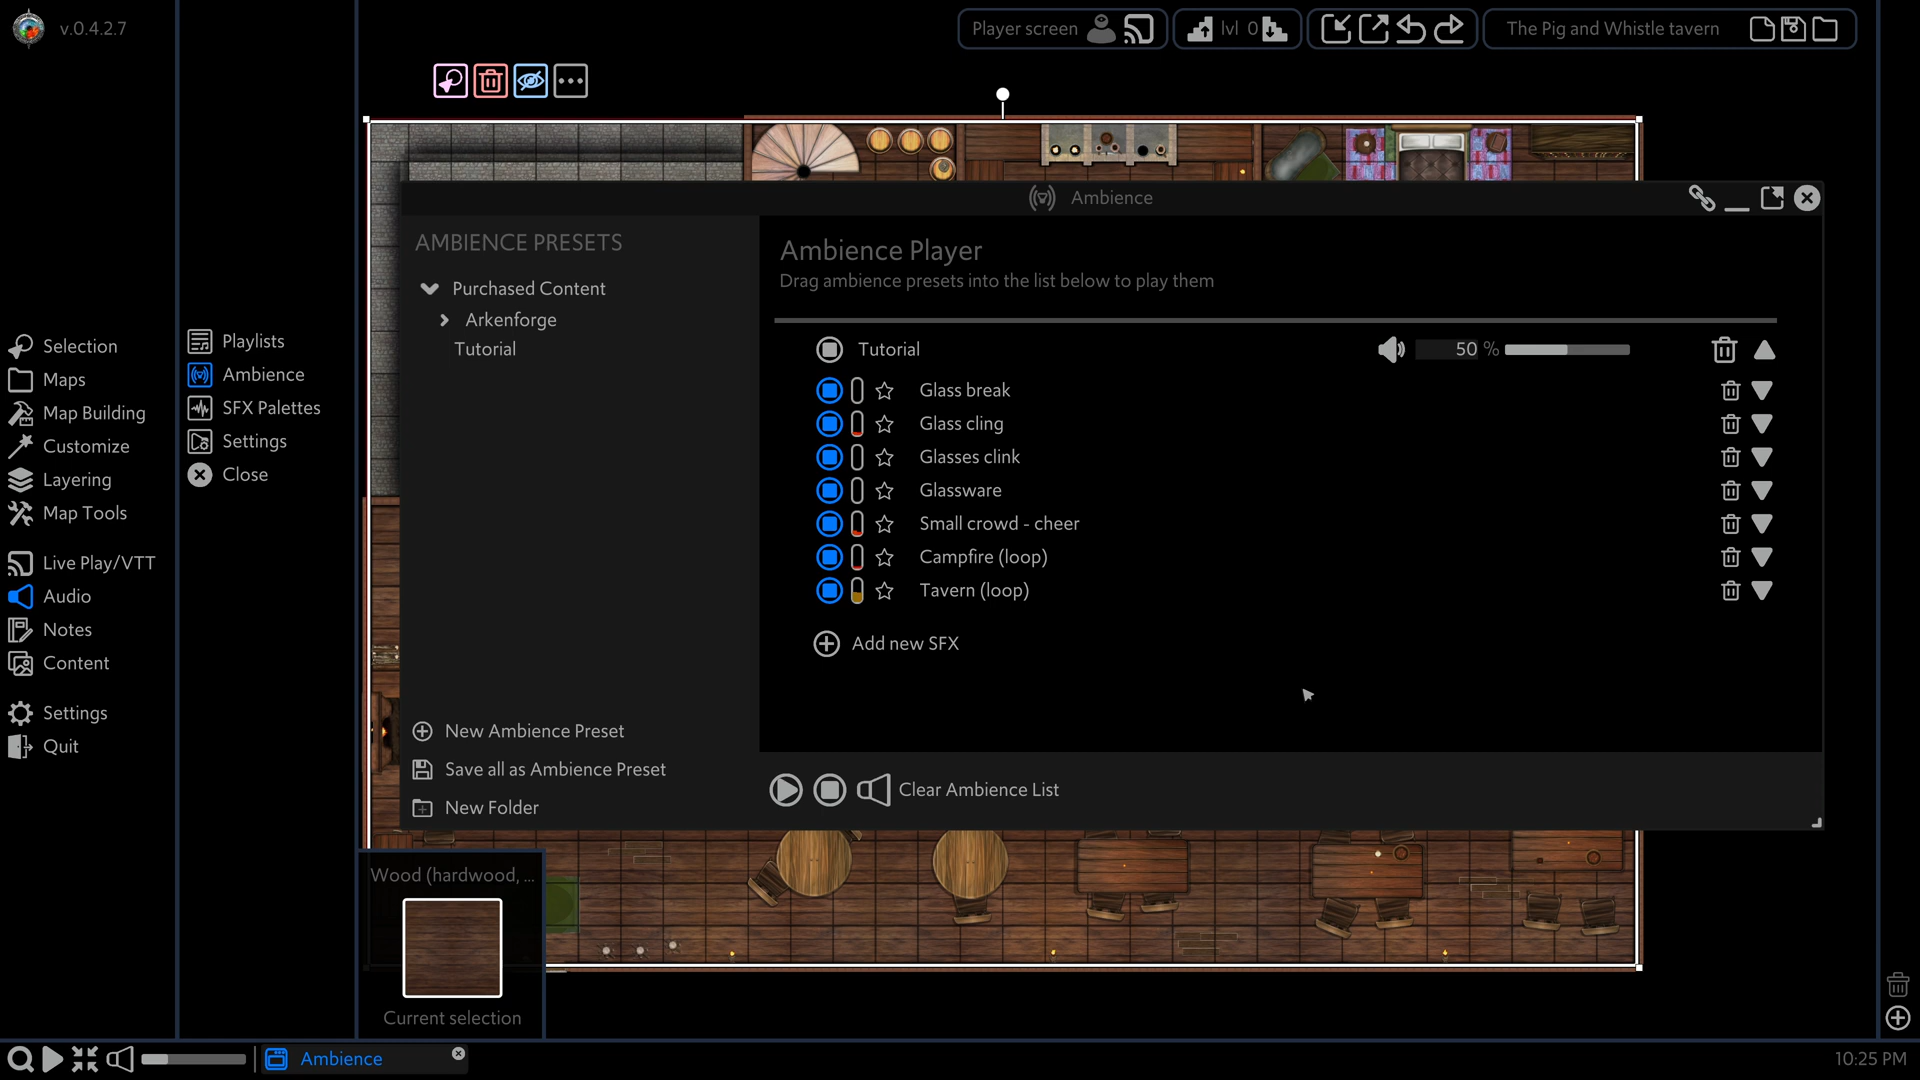 v.0.4.2.7
Player screen
lvl 0
The Pig and Whistle tavern
Ambience
AMBIENCE PRESETS
Purchased Content
Arkenforge
Tutorial
Ambience Player
Drag ambience presets into the list below to play them
Tutorial
50 %
Glass break
Glass cling
Glasses clink
Glassware
Small crowd - cheer
Campfire (loop)
Tavern (loop)
Add new SFX
Selection
Maps
Map Building
Customize
Layering
Map Tools
Live Play/VTT
Audio
Notes
Content
Settings
Quit
Playlists
Ambience
SFX Palettes
Settings
Close
New Ambience Preset
Save all as Ambience Preset
New Folder
Clear Ambience List
Wood (hardwood, ...
Current selection
Ambience
10:25 PM